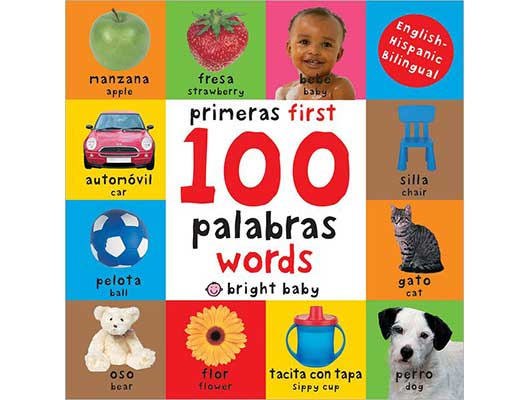 manzana
apple
fresa
strawberry
bebé
baby
English-
Hispanic
Bilingual
primeras first
100
palabras
words
bright baby
automóvil
car
silla
chair
pelota
ball
gato
cat
oso
bear
flor
flower
tacita con tapa
sippy cup
perro
dog